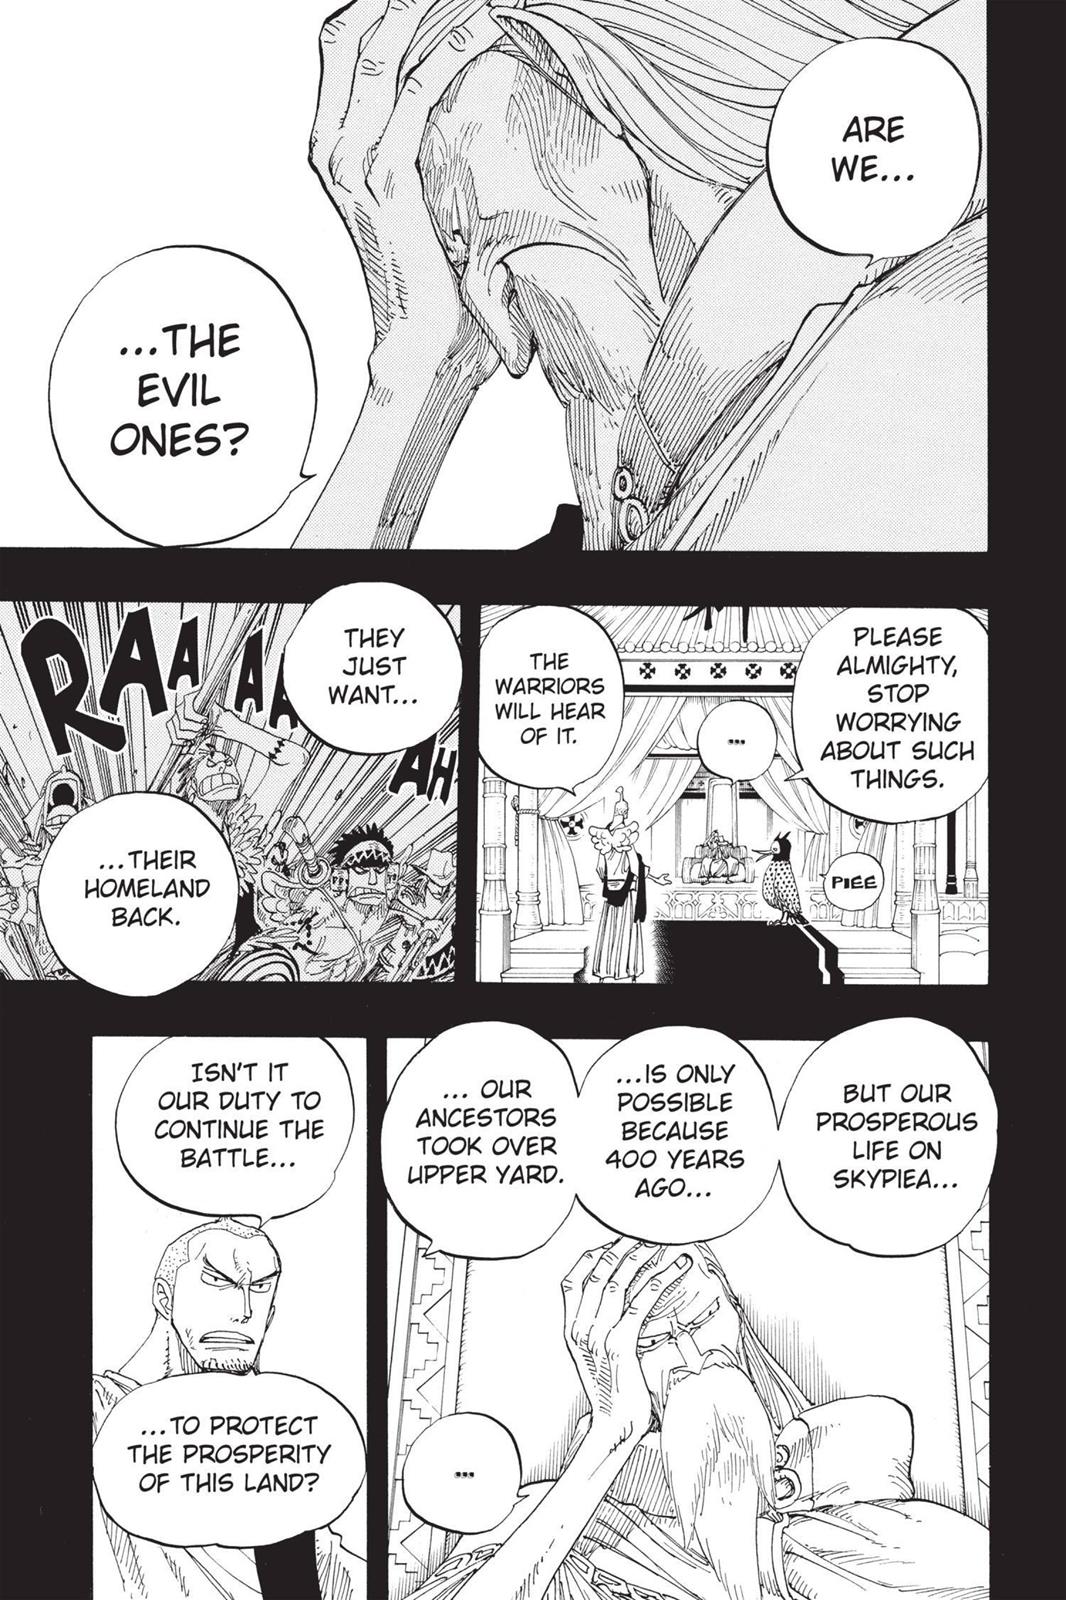 ARE
WE...
...THE
EVIL
ONES?
PLEASE
ALMIGHTY,
STOP
WORRYING
ABOUT SUCH
THINGS.
...
THE
WARRIORS
WILL HEAR
OF IT.
PIEE
THEY
JUST
WANT...
RAA AAAAH
...THEIR
HOMELAND
BACK.
BUT OUR
PROSPEROUS
LIFE ON
SKYPIEA...
...IS ONLY
POSSIBLE
BECAUSE
400 YEARS
AGO...
... OUR
ANCESTORS
TOOK OVER
UPPER YARD.
...
ISN'T IT
OUR DUTY TO
CONTINUE THE
BATTLE...
...TO PROTECT
THE PROSPERITY
OF THIS LAND?